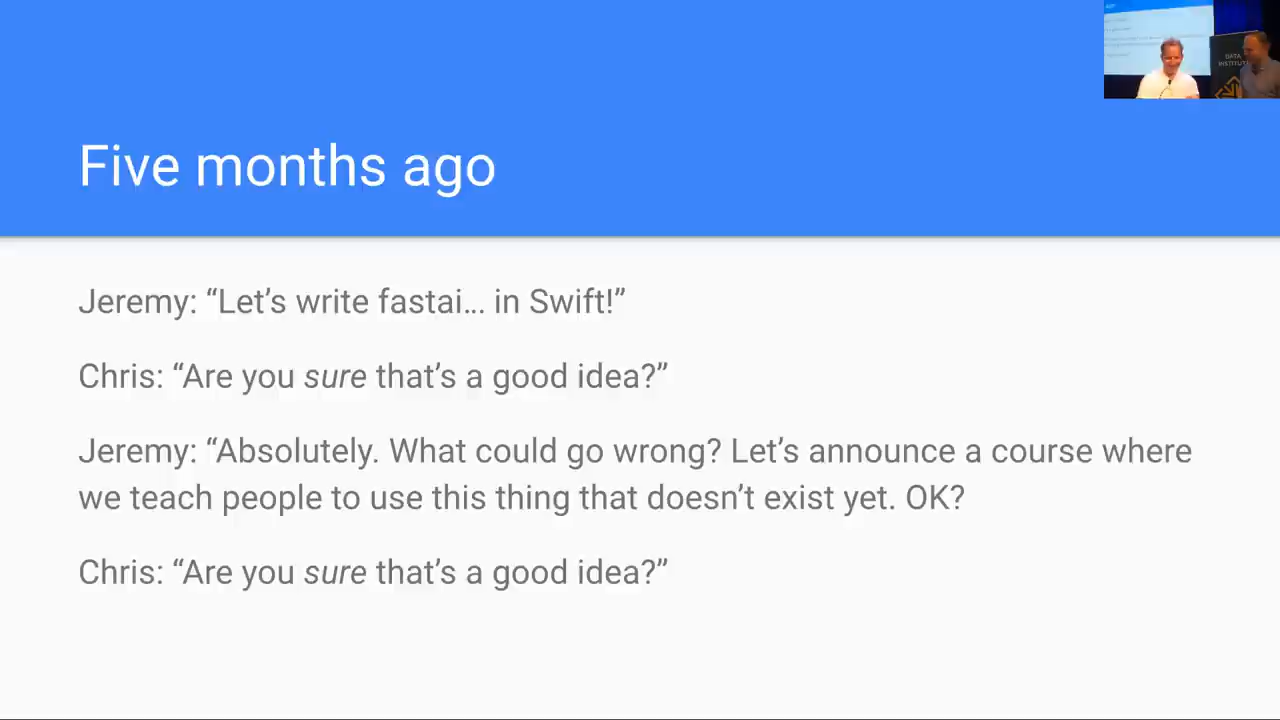 Five months ago
Jeremy: “Let’s write fastai… in Swift!”
Chris: “Are you sure that’s a good idea?”
Jeremy: “Absolutely. What could go wrong? Let’s announce a course where
we teach people to use this thing that doesn’t exist yet. OK?
Chris: “Are you sure that’s a good idea?”
DATA
INSTITUTE